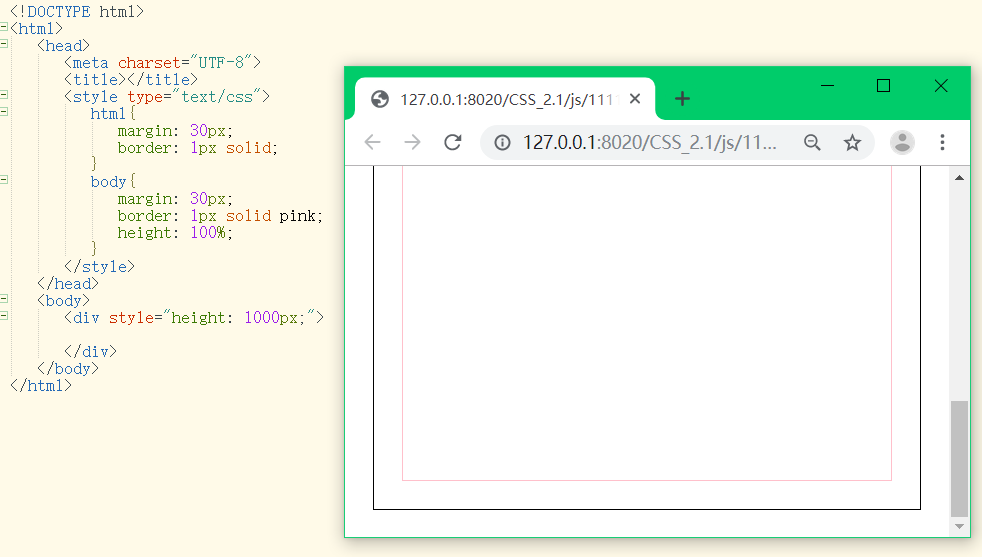 <!DOCTYPE html>
<html>
<head>
<meta charset="UTF-8">
<title></title>
<style type="text/css">
html{
margin: 30px;
border: 1px solid;
}
body{
margin: 30px;
border: 1px solid pink;
height: 100%;
}
</style>
</head>
<body>
<div style="height: 1000px;">
</div>
</body>
</html>
127.0.0.1:8020/CSS_2.1/js/111
127.0.0.1:8020/CSS_2.1/js/11...